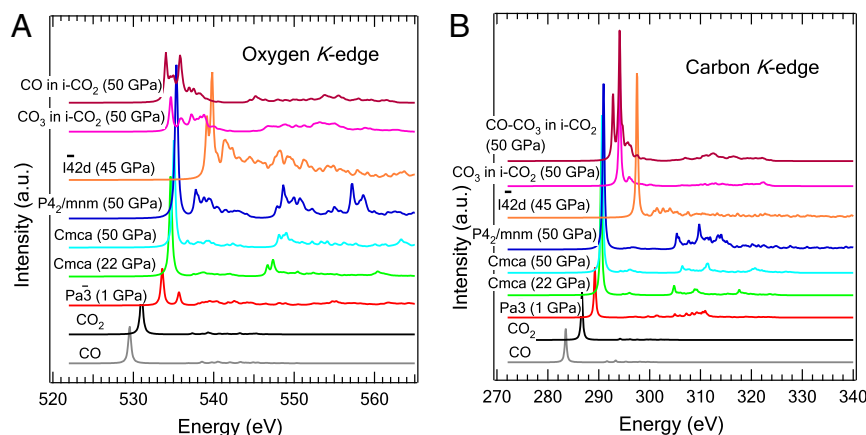 A
Oxygen K-edge
CO in i-CO₂ (50 GPa)
CO₃ in i-CO₂ (50 GPa)
I4̅2d (45 GPa)
P4₂/mnm (50 GPa)
Cmca (50 GPa)
Cmca (22 GPa)
Pa3̅ (1 GPa)
CO₂
CO
Intensity (a.u.)
520 530 540 550 560
Energy (eV)
B
Carbon K-edge
CO-CO₃ in i-CO₂
(50 GPa)
CO₃ in i-CO₂ (50 GPa)
I4̅2d (45 GPa)
P4₂/mnm (50 GPa)
Cmca (50 GPa)
Cmca (22 GPa)
Pa3 (1 GPa)
CO₂
CO
Intensity (a.u.)
270 280 290 300 310 320 330 340
Energy (eV)